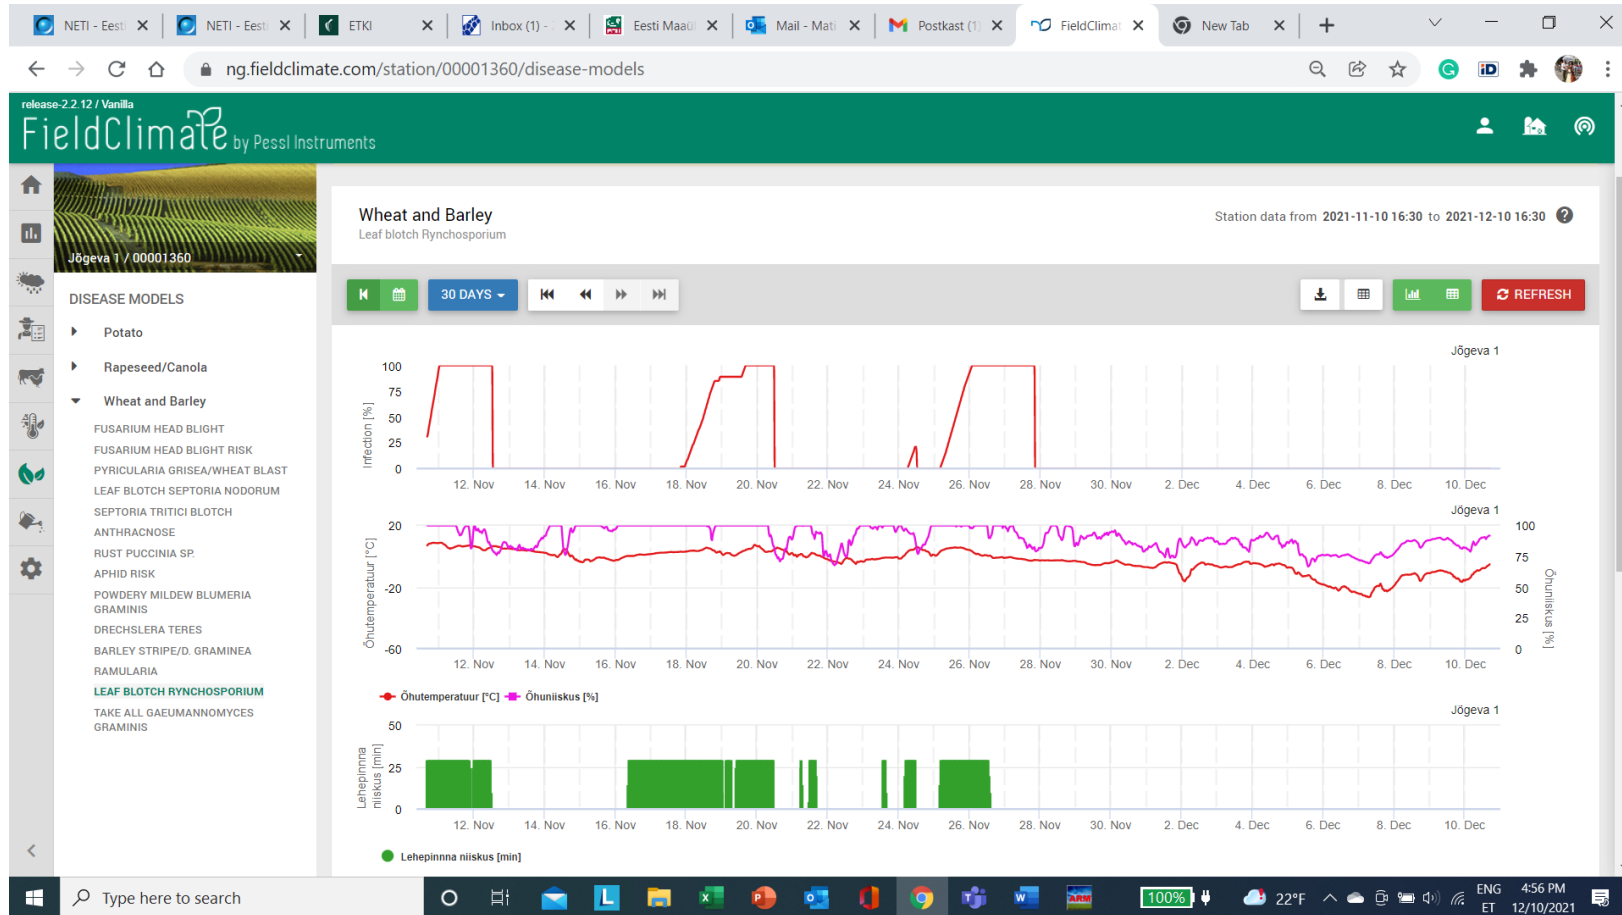 NETI - Eesti
NETI - Eesti
ETKI
Inbox (1) -
Eesti Maaül
Mail - Mati
Postkast (1)
FieldClimat
New Tab
ng.fieldclimate.com/station/00001360/disease-models
release-2.2.12 / Vanilla
FieldClimate by Pessl Instruments
Jõgeva 1 / 00001360
DISEASE MODELS
Potato
Rapeseed/Canola
Wheat and Barley
FUSARIUM HEAD BLIGHT
FUSARIUM HEAD BLIGHT RISK
PYRICULARIA GRISEA/WHEAT BLAST
LEAF BLOTCH SEPTORIA NODORUM
SEPTORIA TRITICI BLOTCH
ANTHRACNOSE
RUST PUCCINIA SP.
APHID RISK
POWDERY MILDEW BLUMERIA
GRAMINIS
DRECHSLERA TERES
BARLEY STRIPE/D. GRAMINEA
RAMULARIA
LEAF BLOTCH RYNCHOSPORIUM
TAKE ALL GAEUMANNOMYCES
GRAMINIS
Wheat and Barley
Leaf blotch Rynchosporium
Station data from 2021-11-10 16:30 to 2021-12-10 16:30
30 DAYS
REFRESH
Jõgeva 1
Infection [%]
100
75
50
25
0
12. Nov 14. Nov 16. Nov 18. Nov 20. Nov 22. Nov 24. Nov 26. Nov 28. Nov 30. Nov 2. Dec 4. Dec 6. Dec 8. Dec 10. Dec
Jõgeva 1
Õhutemperatuur [°C]
20
-20
-60
100
75
50
25
0
Õhuniiskus [%]
12. Nov 14. Nov 16. Nov 18. Nov 20. Nov 22. Nov 24. Nov 26. Nov 28. Nov 30. Nov 2. Dec 4. Dec 6. Dec 8. Dec 10. Dec
Õhutemperatuur [°C] Õhuniiskus [%]
Jõgeva 1
Lehepinnna
niiskus [min]
50
25
0
12. Nov 14. Nov 16. Nov 18. Nov 20. Nov 22. Nov 24. Nov 26. Nov 28. Nov 30. Nov 2. Dec 4. Dec 6. Dec 8. Dec 10. Dec
Lehepinnna niiskus [min]
Type here to search
100%
22°F
ENG
ET
4:56 PM
12/10/2021